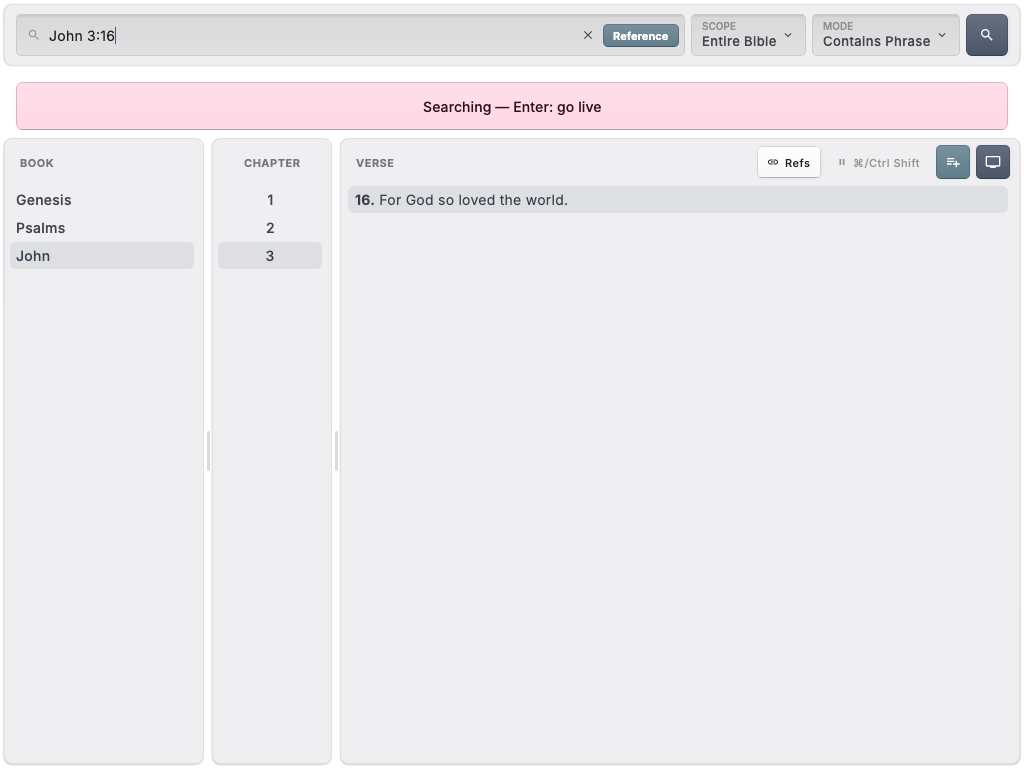 John 3:16
Reference
SCOPE
Entire Bible
MODE
Contains Phrase
Searching — Enter: go live
BOOK
Genesis
Psalms
John
CHAPTER
1
2
3
VERSE
Refs
⌘/Ctrl Shift
16. For God so loved the world.